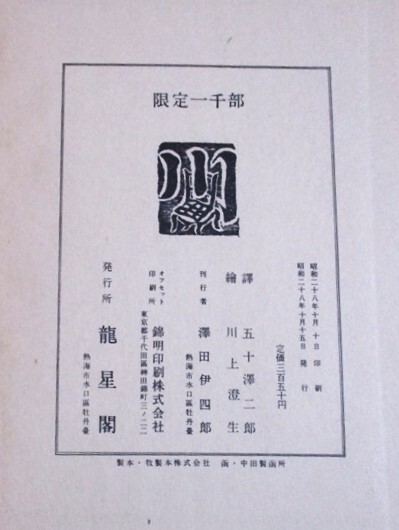 限定一千部
昭和二十八年十月十日 印刷
昭和二十八年十月十五日 発行
定価三百五十円
譯 五十澤二郎
繪 川上澄生
刊行者 澤田伊四郎
熱海市水口區牡丹臺
オフセット印刷所 錦明印刷株式会社
東京都千代田區神田錦町三ノ二二
発行所 龍星閣
熱海市水口區牡丹臺
製本・牧製本株式会社 函・中田製函所